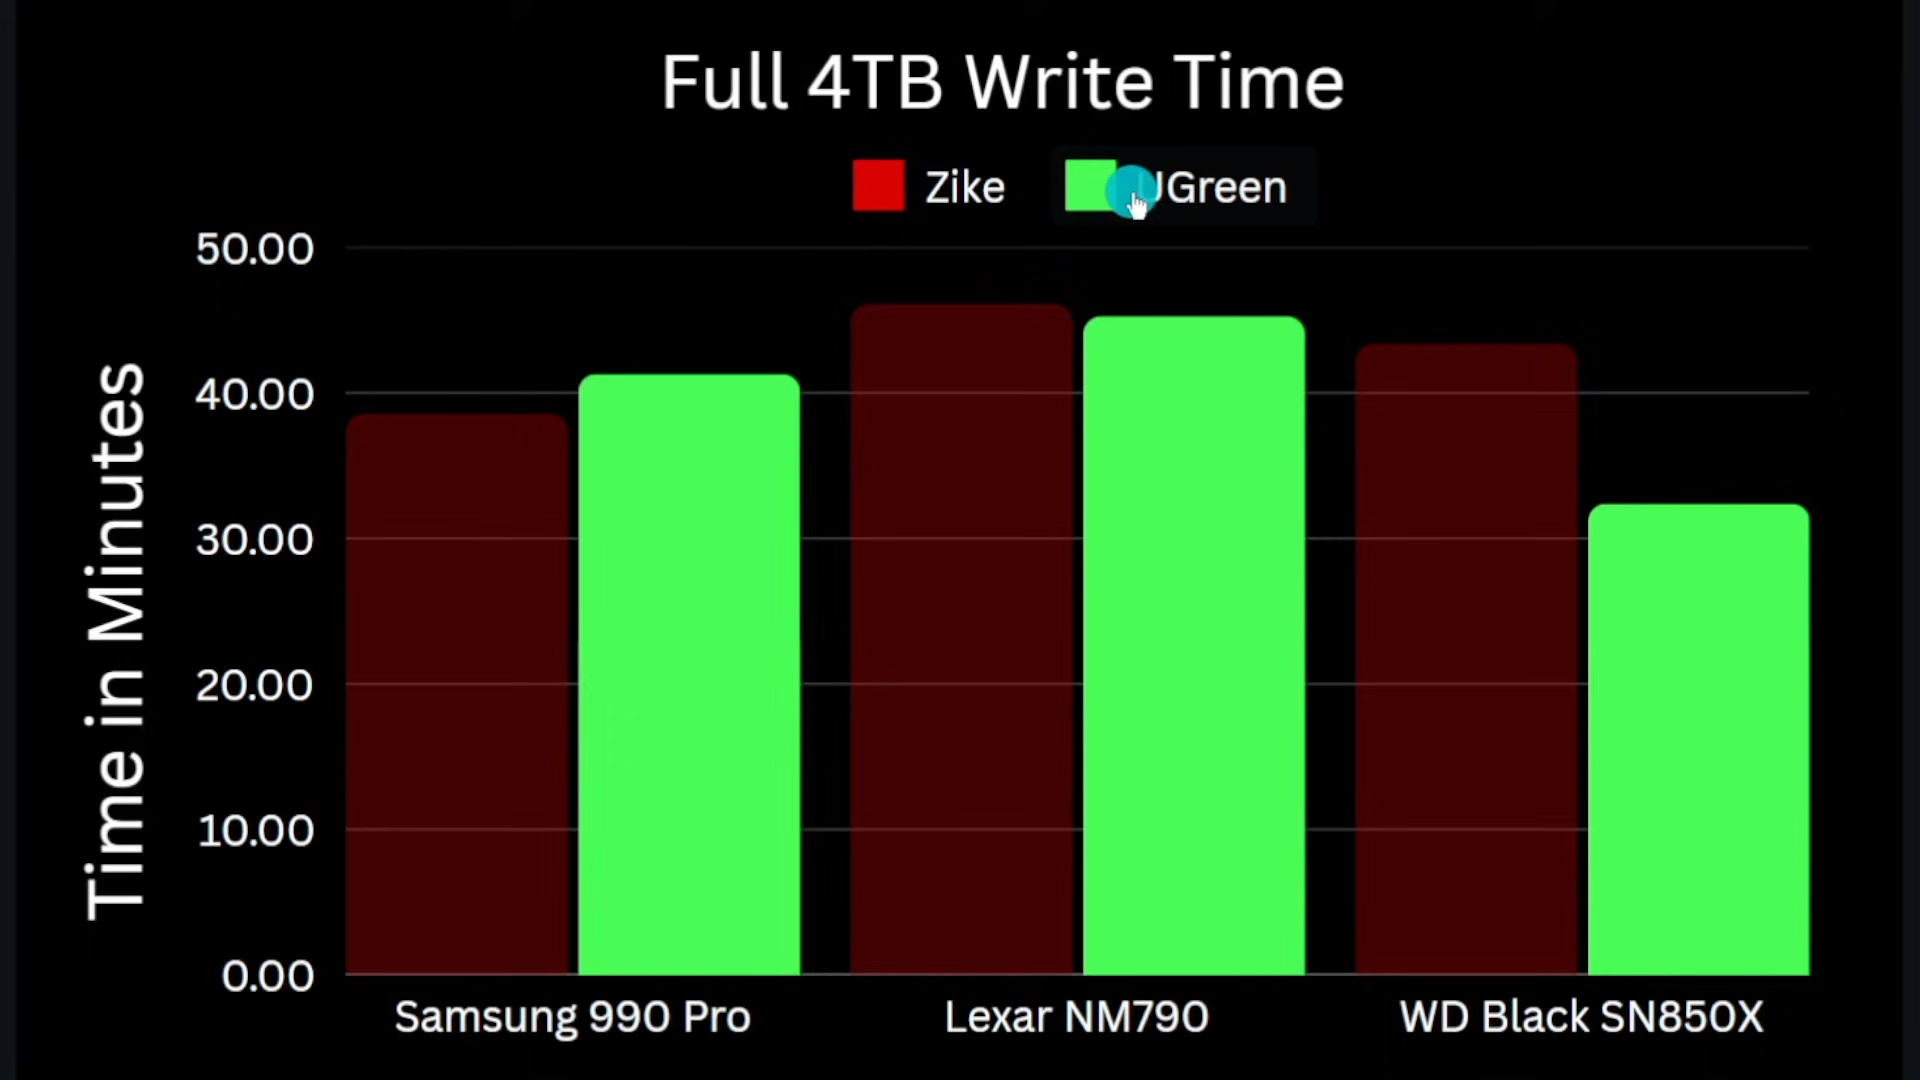 Full 4TB Write Time
Zike
UGreen
50.00
40.00
30.00
20.00
10.00
0.00
Time in Minutes
Samsung 990 Pro
Lexar NM790
WD Black SN850X